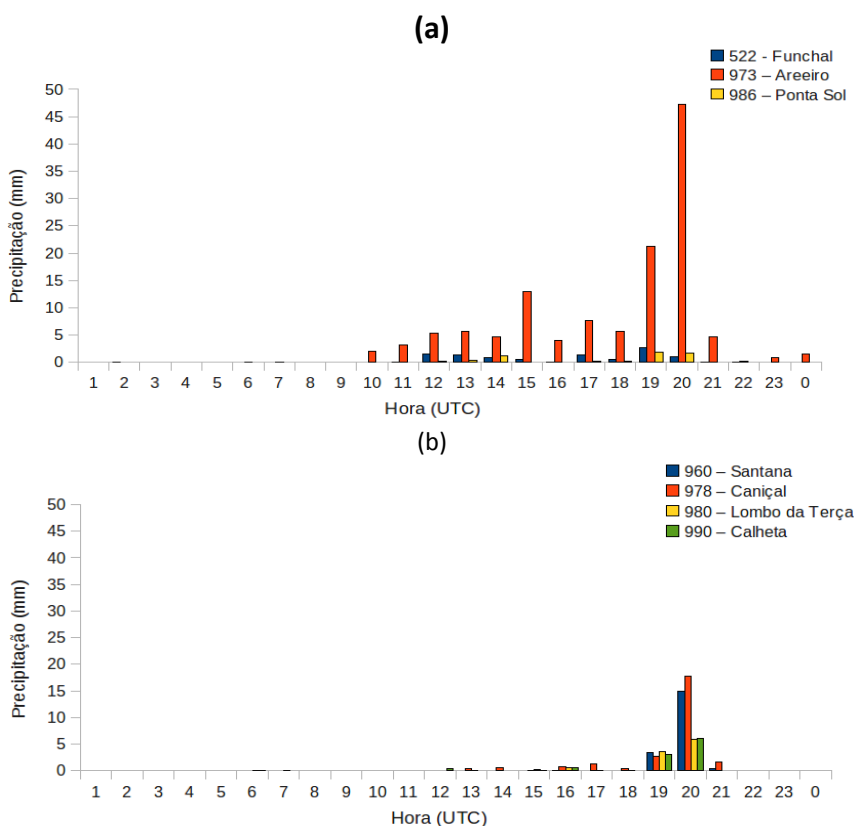 (a)
522 - Funchal
973 – Areeiro
986 – Ponta Sol
Precipitação (mm)
50
45
40
35
30
25
20
15
10
5
0
1 2 3 4 5 6 7 8 9 10 11 12 13 14 15 16 17 18 19 20 21 22 23 0
Hora (UTC)
(b)
960 – Santana
978 – Caniçal
980 – Lombo da Terça
990 – Calheta
Precipitação (mm)
50
45
40
35
30
25
20
15
10
5
0
1 2 3 4 5 6 7 8 9 10 11 12 13 14 15 16 17 18 19 20 21 22 23 0
Hora (UTC)